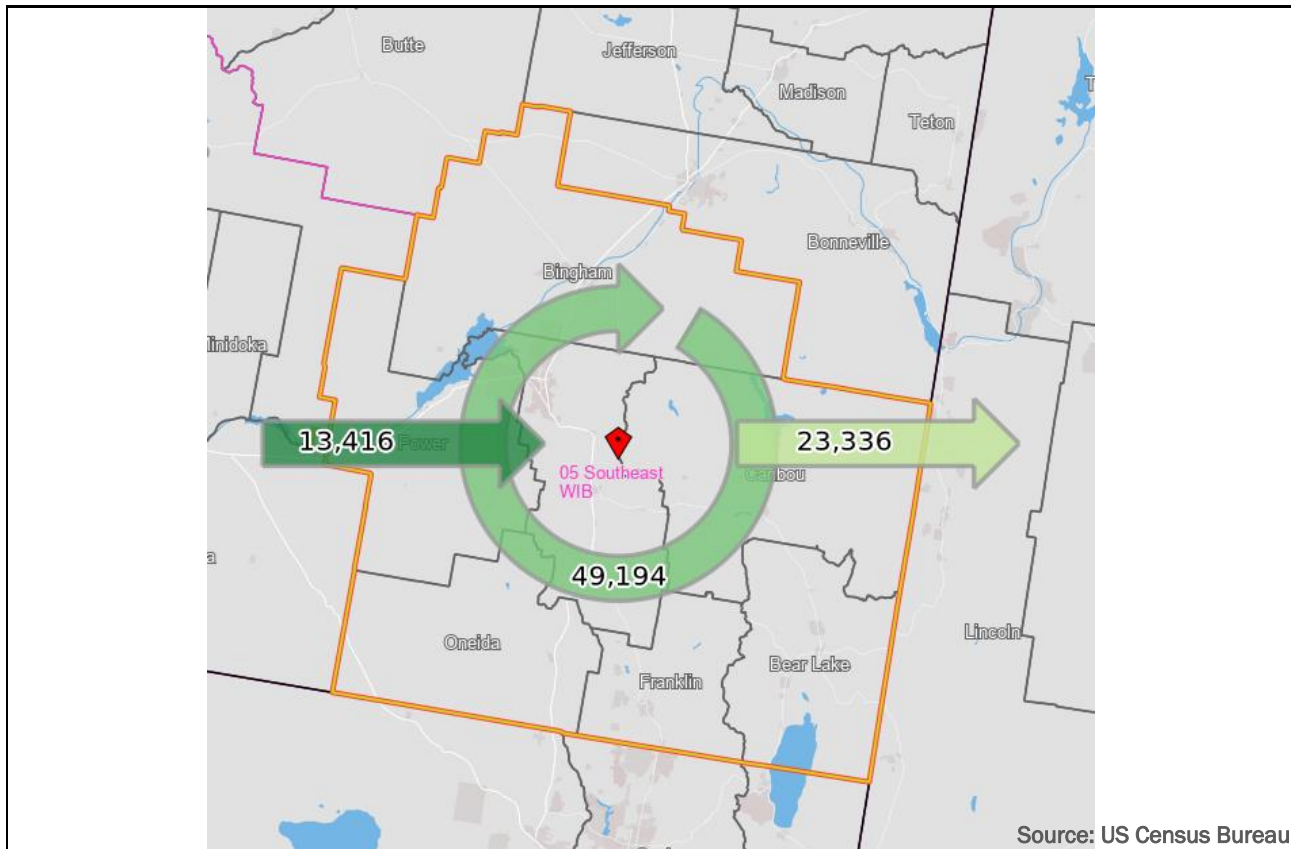 Butte
Jefferson
Madison
T
Teton
Bonneville
Bingham
linidoka
13,416
Power
23,336
Caribou
05 Southeast
WIB
49,194
a
Oneida
Lincoln
Bear Lake
Franklin
Source: US Census Bureau